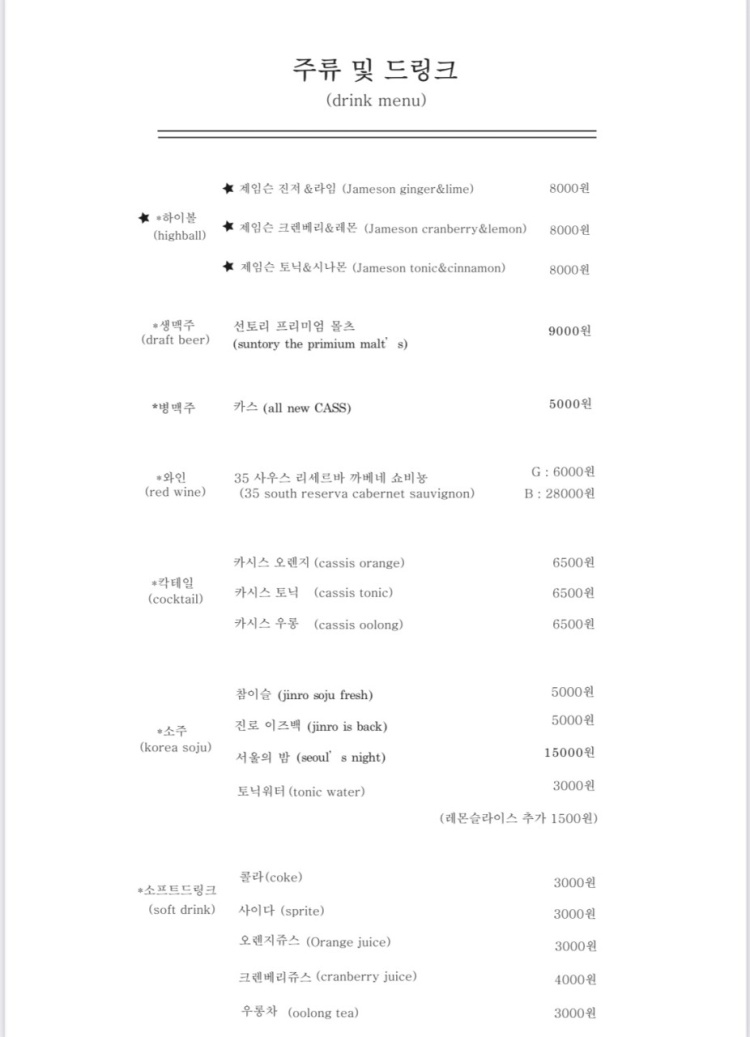 주류 및 드링크
(drink menu)
★ *하이볼
(highball)
★ 제임슨 진저&라임 (Jameson ginger&lime) 8000원
★ 제임슨 크렌베리&레몬 (Jameson cranberry&lemon) 8000원
★ 제임슨 토닉&시나몬 (Jameson tonic&cinnamon) 8000원
*생맥주
(draft beer)
선토리 프리미엄 몰츠 9000원
(suntory the primium malt's)
*병맥주 카스 (all new CASS) 5000원
*와인
(red wine)
35 사우스 리세르바 까베네 쇼비뇽
(35 south reserva cabernet sauvignon)
G : 6000원
B : 28000원
*칵테일
(cocktail)
카시스 오렌지 (cassis orange) 6500원
카시스 토닉 (cassis tonic) 6500원
카시스 우롱 (cassis oolong) 6500원
*소주
(korea soju)
참이슬 (jinro soju fresh) 5000원
진로 이즈백 (jinro is back) 5000원
서울의 밤 (seoul's night) 15000원
토닉워터 (tonic water) 3000원
(레몬슬라이스 추가 1500원)
*소프트드링크
(soft drink)
콜라(coke) 3000원
사이다 (sprite) 3000원
오렌지쥬스 (Orange juice) 3000원
크렌베리쥬스 (cranberry juice) 4000원
우롱차 (oolong tea) 3000원